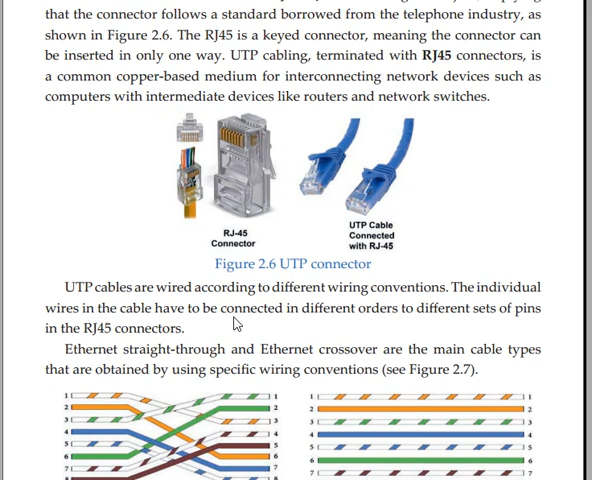 that the connector follows a standard borrowed from the telephone industry, as
shown in Figure 2.6. The RJ45 is a keyed connector, meaning the connector can
be inserted in only one way. UTP cabling, terminated with RJ45 connectors, is
a common copper-based medium for interconnecting network devices such as
computers with intermediate devices like routers and network switches.
RJ-45
Connector
UTP Cable
Connected
with RJ-45
Figure 2.6 UTP connector
UTP cables are wired according to different wiring conventions. The individual
wires in the cable have to be connected in different orders to different sets of pins
in the RJ45 connectors.
Ethernet straight-through and Ethernet crossover are the main cable types
that are obtained by using specific wiring conventions (see Figure 2.7).
1 1 1 1
2 2 2 2
3 3 3 3
4 4 4 4
5 5 5 5
6 6 6 6
7 7 7 7